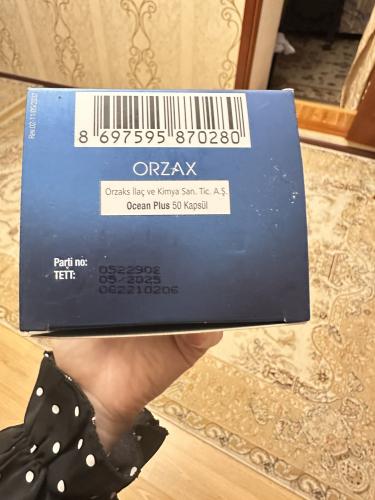 8 697595 870280
ORZAX
Orzaks İlaç ve Kimya San. Tic. A.Ş.
Ocean Plus 50 Kapsül
Parti no: 0522902
TETT: 05/2025
062210206